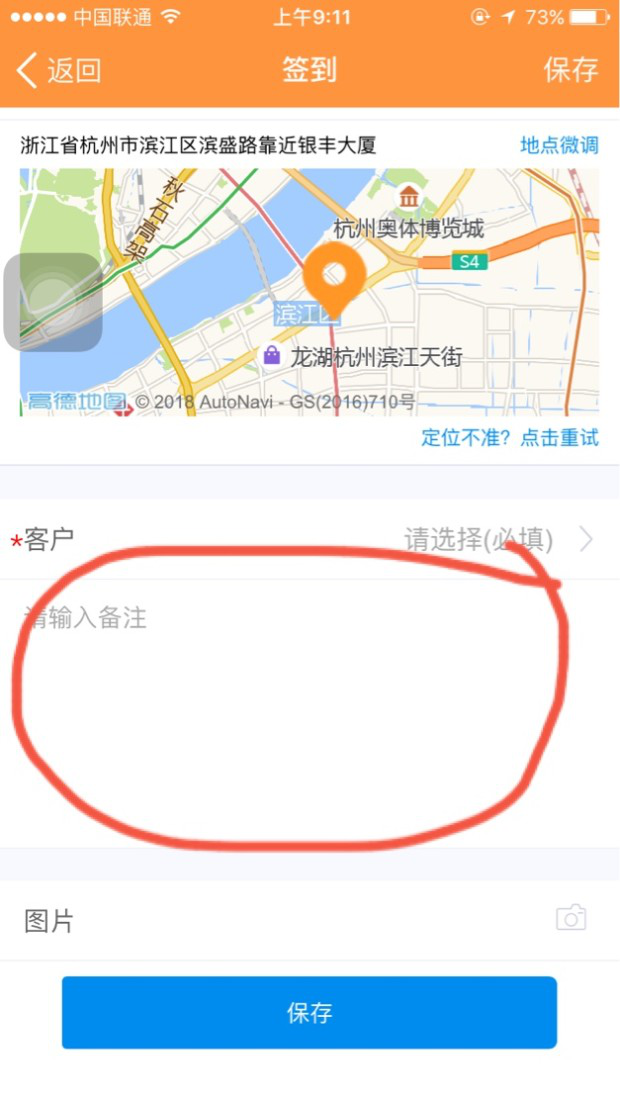 中国联通 上午9:11 73%
返回 签到 保存
浙江省杭州市滨江区滨盛路靠近银丰大厦 地点微调
秋石高架
杭州奥体博览城
S4
滨江区
龙湖杭州滨江天街
高德地图 © 2018 AutoNavi - GS(2016)710号
定位不准？点击重试
*客户 请选择(必填)
请输入备注
图片
保存